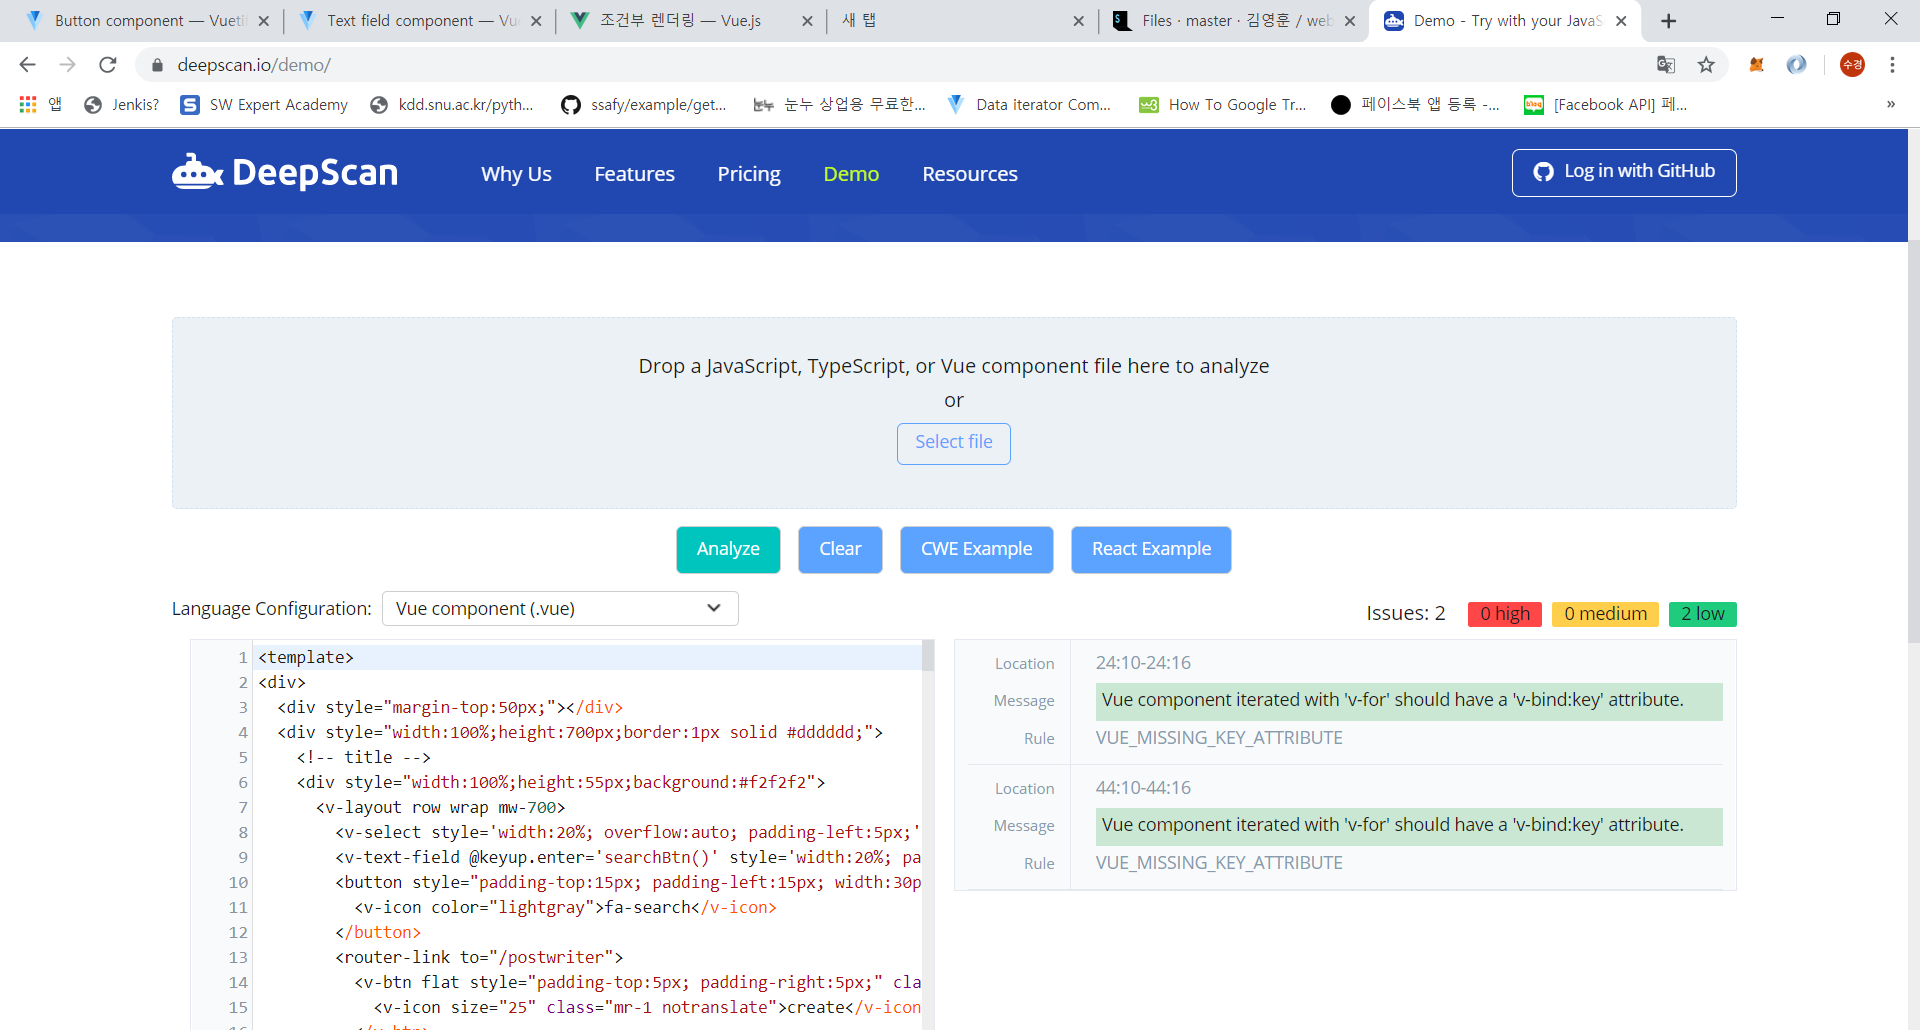 Button component — Vuetif
Text field component — Vue
조건부 렌더링 — Vue.js
새 탭
Files · master · 김영훈 / web
Demo - Try with your JavaS
deepscan.io/demo/
수경
앱
Jenkis?
SW Expert Academy
kdd.snu.ac.kr/pyth...
ssafy/example/get...
눈누 상업용 무료한...
Data iterator Com...
How To Google Tr...
페이스북 앱 등록 -...
[Facebook API] 페...
»
DeepScan
Why Us
Features
Pricing
Demo
Resources
Log in with GitHub
Drop a JavaScript, TypeScript, or Vue component file here to analyze
or
Select file
Analyze
Clear
CWE Example
React Example
Language Configuration:
Vue component (.vue)
Issues: 2
0 high
0 medium
2 low
1 <template>
2 <div>
3 <div style="margin-top:50px;"></div>
4 <div style="width:100%;height:700px;border:1px solid #dddddd;">
5 <!-- title -->
6 <div style="width:100%;height:55px;background:#f2f2f2">
7 <v-layout row wrap mw-700>
8 <v-select style='width:20%; overflow:auto; padding-left:5px;'
9 <v-text-field @keyup.enter='searchBtn()' style='width:20%; pa
10 <button style="padding-top:15px; padding-left:15px; width:30p
11 <v-icon color="lightgray">fa-search</v-icon>
12 </button>
13 <router-link to="/postwriter">
14 <v-btn flat style="padding-top:5px; padding-right:5px;" cla
15 <v-icon size="25" class="mr-1 notranslate">create</v-icon
16 </v-btn>
Location 24:10-24:16
Message Vue component iterated with 'v-for' should have a 'v-bind:key' attribute.
Rule VUE_MISSING_KEY_ATTRIBUTE
Location 44:10-44:16
Message Vue component iterated with 'v-for' should have a 'v-bind:key' attribute.
Rule VUE_MISSING_KEY_ATTRIBUTE